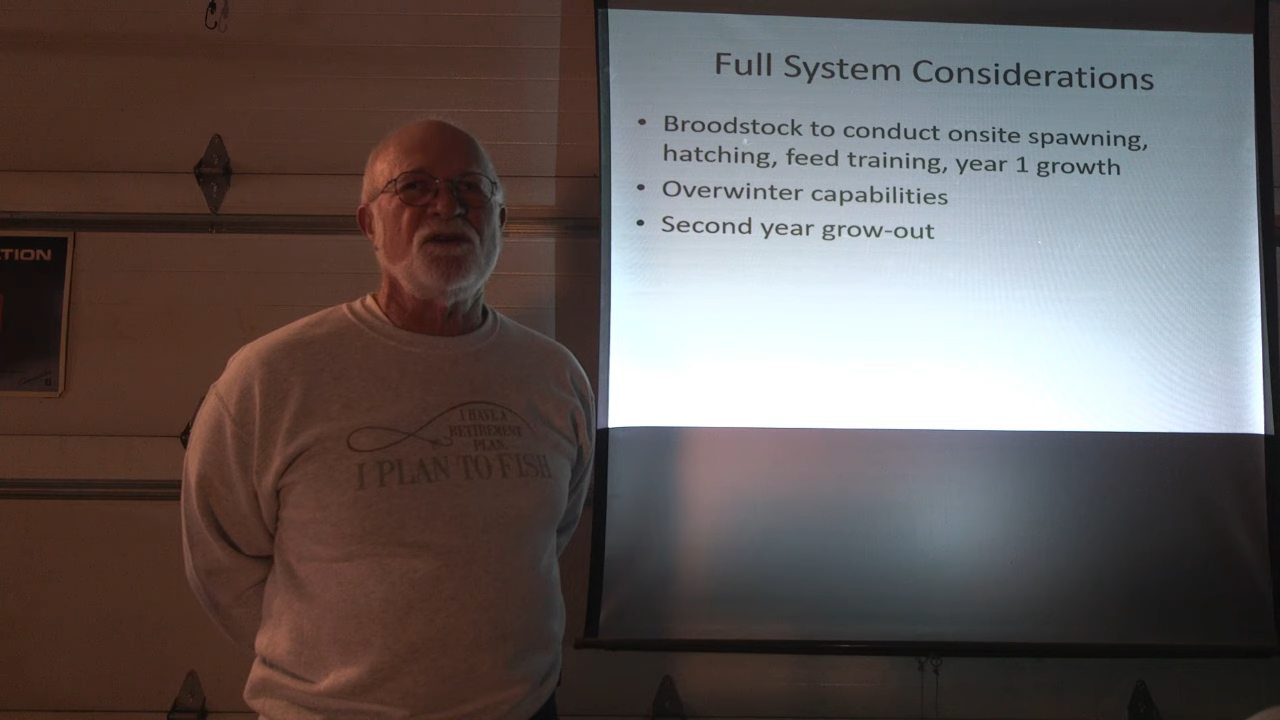 Full System Considerations
• Broodstock to conduct onsite spawning,
hatching, feed training, year 1 growth
• Overwinter capabilities
• Second year grow-out
TION
I HAVE A
RETIREMENT
PLAN
I PLAN TO FISH